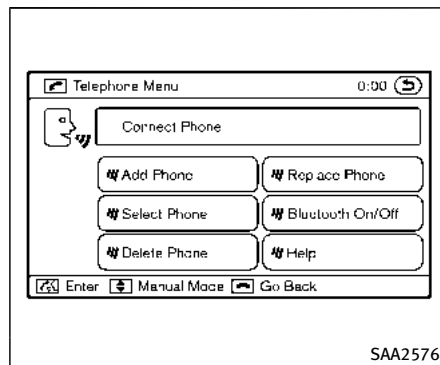 Telephone Menu 0:00
Connect Phone
Add Phone Replace Phone
Select Phone Bluetooth On/Off
Delete Phone Help
Enter Manual Mode Go Back
SAA2576